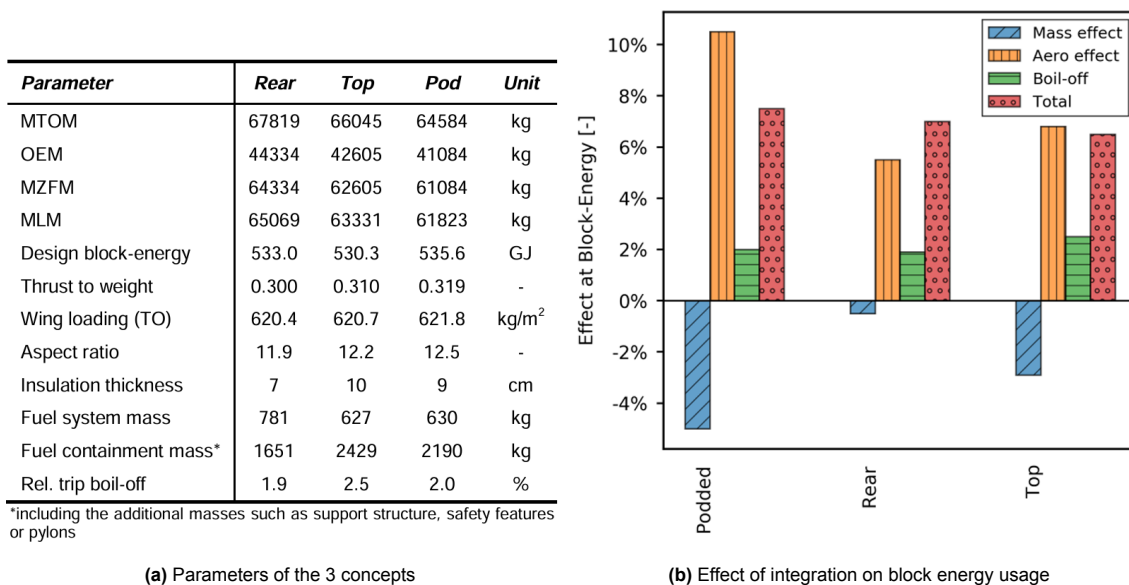 Parameter Rear Top Pod Unit
MTOM 67819 66045 64584 kg
OEM 44334 42605 41084 kg
MZFM 64334 62605 61084 kg
MLM 65069 63331 61823 kg
Design block-energy 533.0 530.3 535.6 GJ
Thrust to weight 0.300 0.310 0.319 -
Wing loading (TO) 620.4 620.7 621.8 kg/m²
Aspect ratio 11.9 12.2 12.5 -
Insulation thickness 7 10 9 cm
Fuel system mass 781 627 630 kg
Fuel containment mass* 1651 2429 2190 kg
Rel. trip boil-off 1.9 2.5 2.0 %
*including the additional masses such as support structure, safety features
or pylons
(a) Parameters of the 3 concepts
Effect at Block-Energy [-]
10%
8%
6%
4%
2%
0%
-2%
-4%
Mass effect
Aero effect
Boil-off
Total
Podded
Rear
Top
(b) Effect of integration on block energy usage